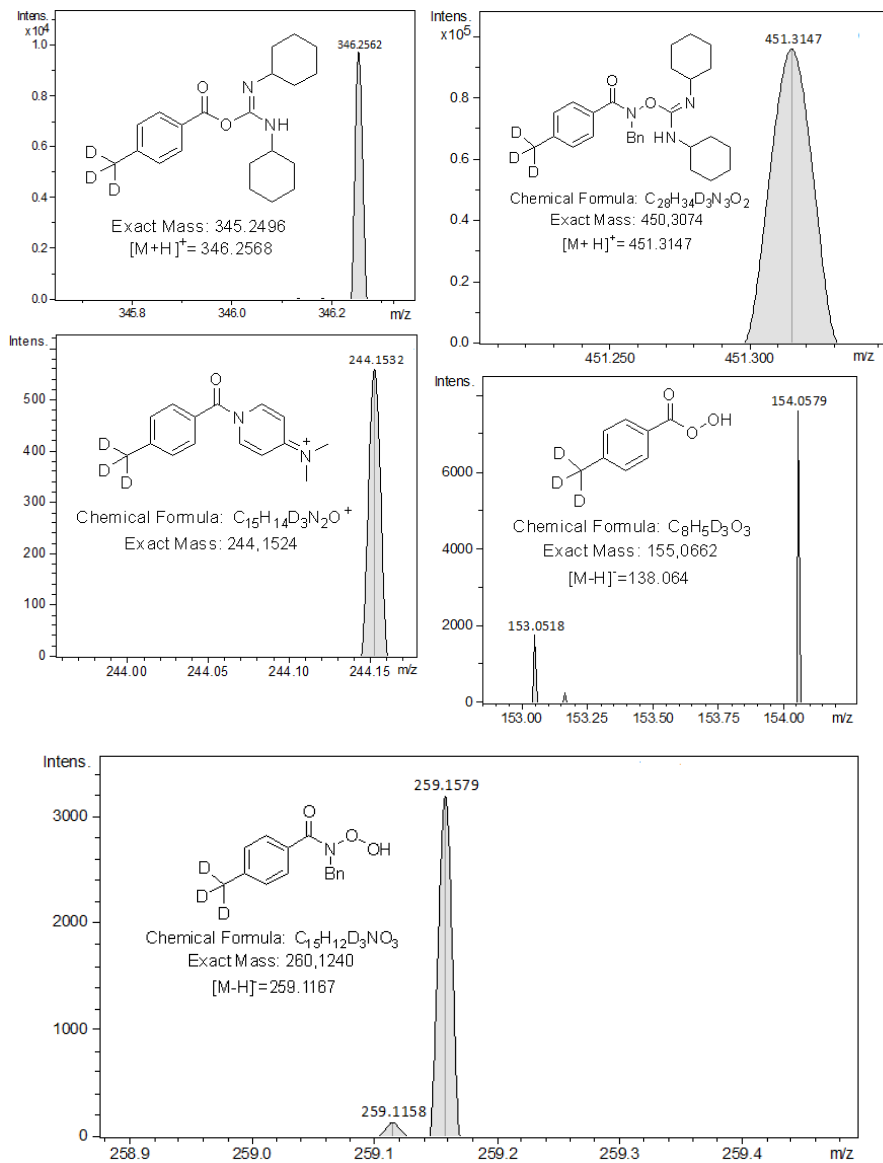 Intens.
x10⁴
346.2562
1.0
0.8
0.6
0.4
0.2
0.0
346.8
346.0
346.2
m/z
O
O
N
NH
D
D
D
Exact Mass: 345.2496
[M+H]⁺= 346.2568
Intens.
x10⁵
451.3147
0.8
0.6
0.4
0.2
0.0
451.250
451.300
m/z
O
N
O
N
Bn
HN
D
D
D
Chemical Formula: C₂₈H₃₄D₃N₃O₂
Exact Mass: 450,3074
[M+ H]⁺ = 451.3147
Intens.
244.1532
500
400
300
200
100
0
244.00
244.05
244.10
244.15
m/z
O
N
N⁺
D
D
D
Chemical Formula: C₁₅H₁₄D₃N₂O⁺
Exact Mass: 244,1524
Intens.
154.0579
6000
4000
2000
0
153.0518
153.00
153.25
153.50
153.75
154.00
m/z
O
O
OH
D
D
D
Chemical Formula: C₈H₅D₃O₃
Exact Mass: 155,0662
[M-H]⁻=138.064
Intens.
259.1579
3000
2000
1000
0
259.1158
258.9
259.0
259.1
259.2
259.3
259.4
m/z
O
N
O
OH
Bn
D
D
D
Chemical Formula: C₁₅H₁₂D₃NO₃
Exact Mass: 260,1240
[M-H]⁻=259.1167